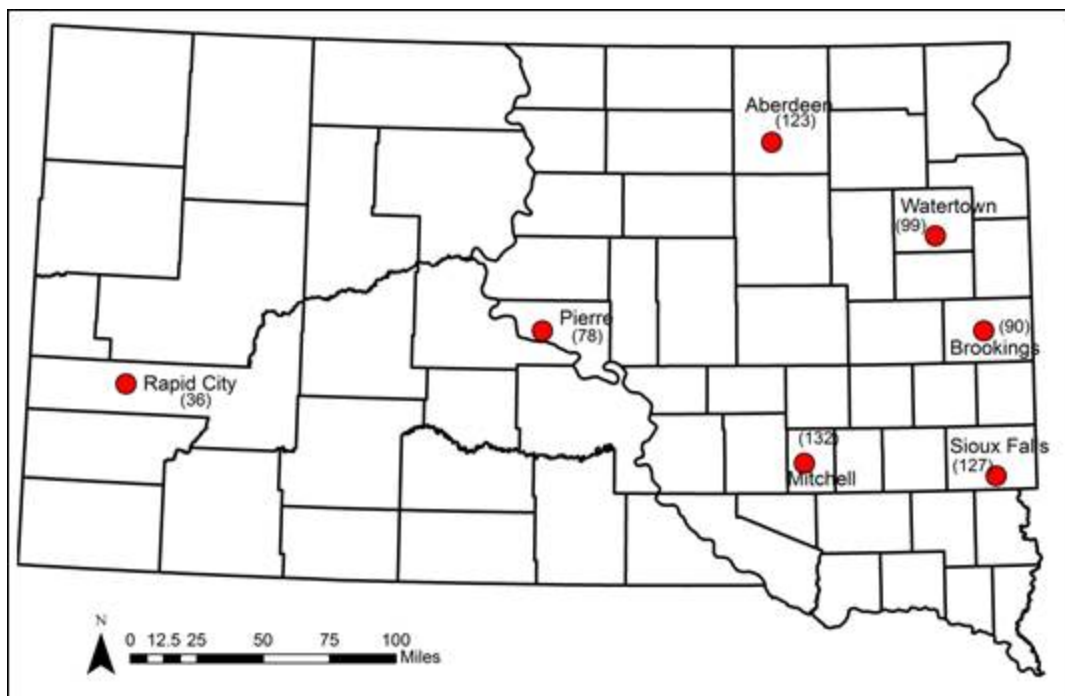 Aberdeen
(123)
Watertown
(99)
Pierre
(78)
(90)
Brookings
Rapid City
(36)
(132)
Mitchell
Sioux Falls
(127)
N
0 12.5 25 50 75 100
Miles